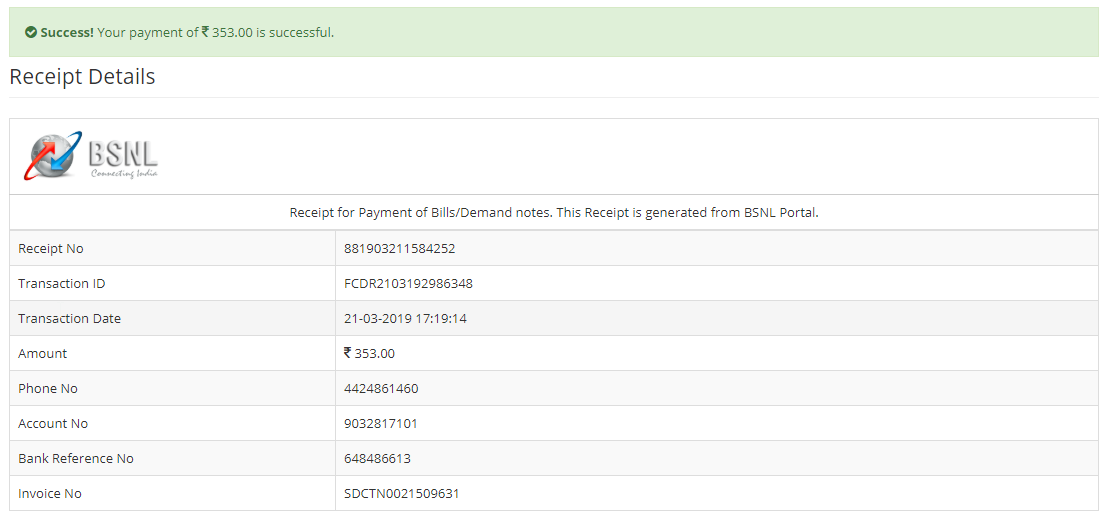 Success! Your payment of ₹ 353.00 is successful.
Receipt Details
BSNL
Connecting India
Receipt for Payment of Bills/Demand notes. This Receipt is generated from BSNL Portal.
Receipt No 881903211584252
Transaction ID FCDR2103192986348
Transaction Date 21-03-2019 17:19:14
Amount ₹ 353.00
Phone No 4424861460
Account No 9032817101
Bank Reference No 648486613
Invoice No SDCTN0021509631